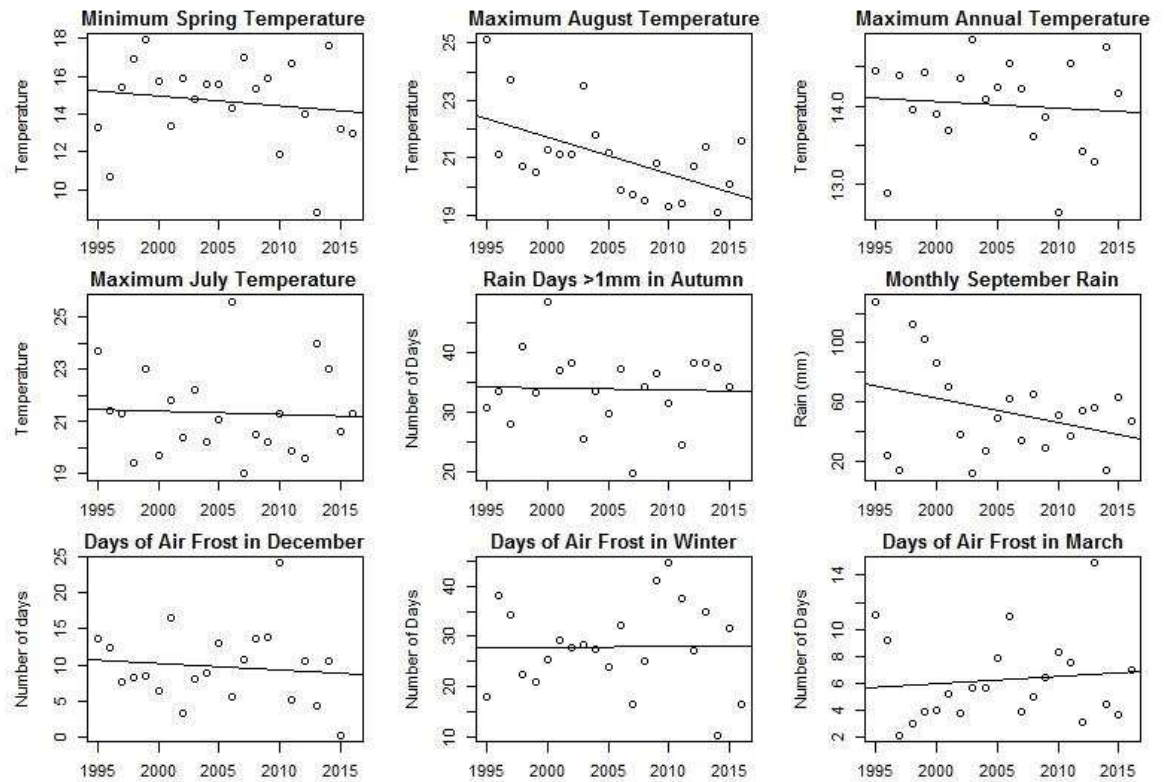 Minimum Spring Temperature
Temperature
10 12 14 16 18
1995 2000 2005 2010 2015
Maximum August Temperature
Temperature
19 21 23 25
1995 2000 2005 2010 2015
Maximum Annual Temperature
Temperature
13.0 14.0
1995 2000 2005 2010 2015
Maximum July Temperature
Temperature
19 21 23 25
1995 2000 2005 2010 2015
Rain Days >1mm in Autumn
Number of Days
20 30 40
1995 2000 2005 2010 2015
Monthly September Rain
Rain (mm)
20 60 100
1995 2000 2005 2010 2015
Days of Air Frost in December
Number of days
0 5 10 15 20 25
1995 2000 2005 2010 2015
Days of Air Frost in Winter
Number of Days
10 20 30 40
1995 2000 2005 2010 2015
Days of Air Frost in March
Number of Days
2 4 6 8 10 14
1995 2000 2005 2010 2015